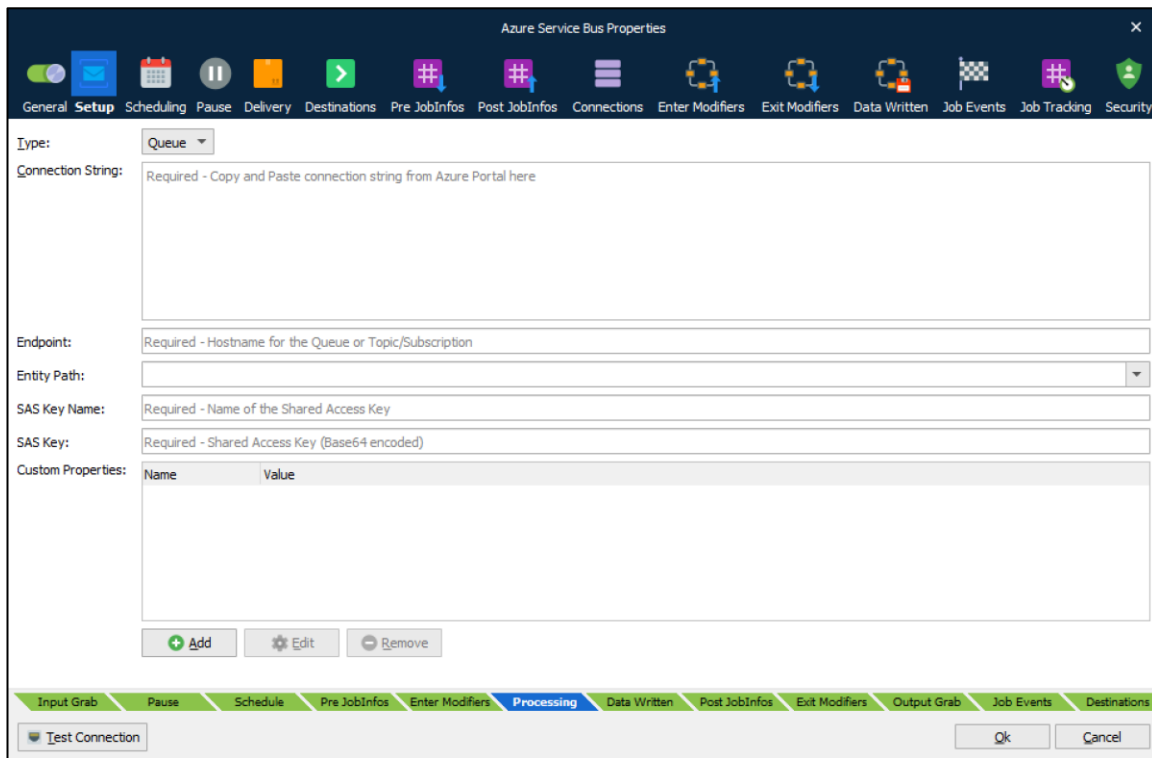 Azure Service Bus Properties
General Setup Scheduling Pause Delivery Destinations Pre JobInfos Post JobInfos Connections Enter Modifiers Exit Modifiers Data Written Job Events Job Tracking Security
Type: Queue
Connection String: Required - Copy and Paste connection string from Azure Portal here
Endpoint: Required - Hostname for the Queue or Topic/Subscription
Entity Path:
SAS Key Name: Required - Name of the Shared Access Key
SAS Key: Required - Shared Access Key (Base64 encoded)
Custom Properties: Name Value
Add Edit Remove
Input Grab Pause Schedule Pre JobInfos Enter Modifiers Processing Data Written Post JobInfos Exit Modifiers Output Grab Job Events Destinations
Test Connection Ok Cancel